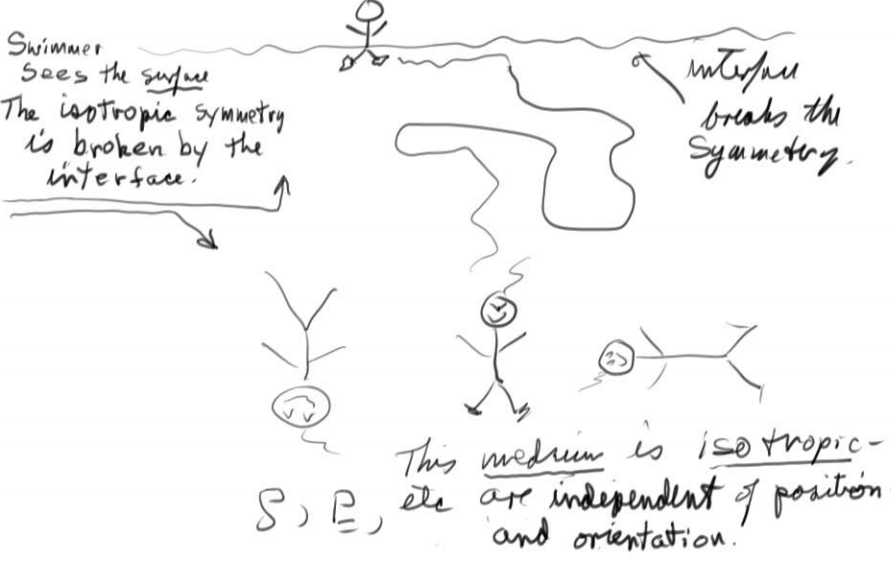 Swimmer
sees the surface
The isotropic symmetry
is broken by the
interface.
interface
breaks the
Symmetry.
This medium is isotropic-
S, P, etc are independent of position
and orientation.